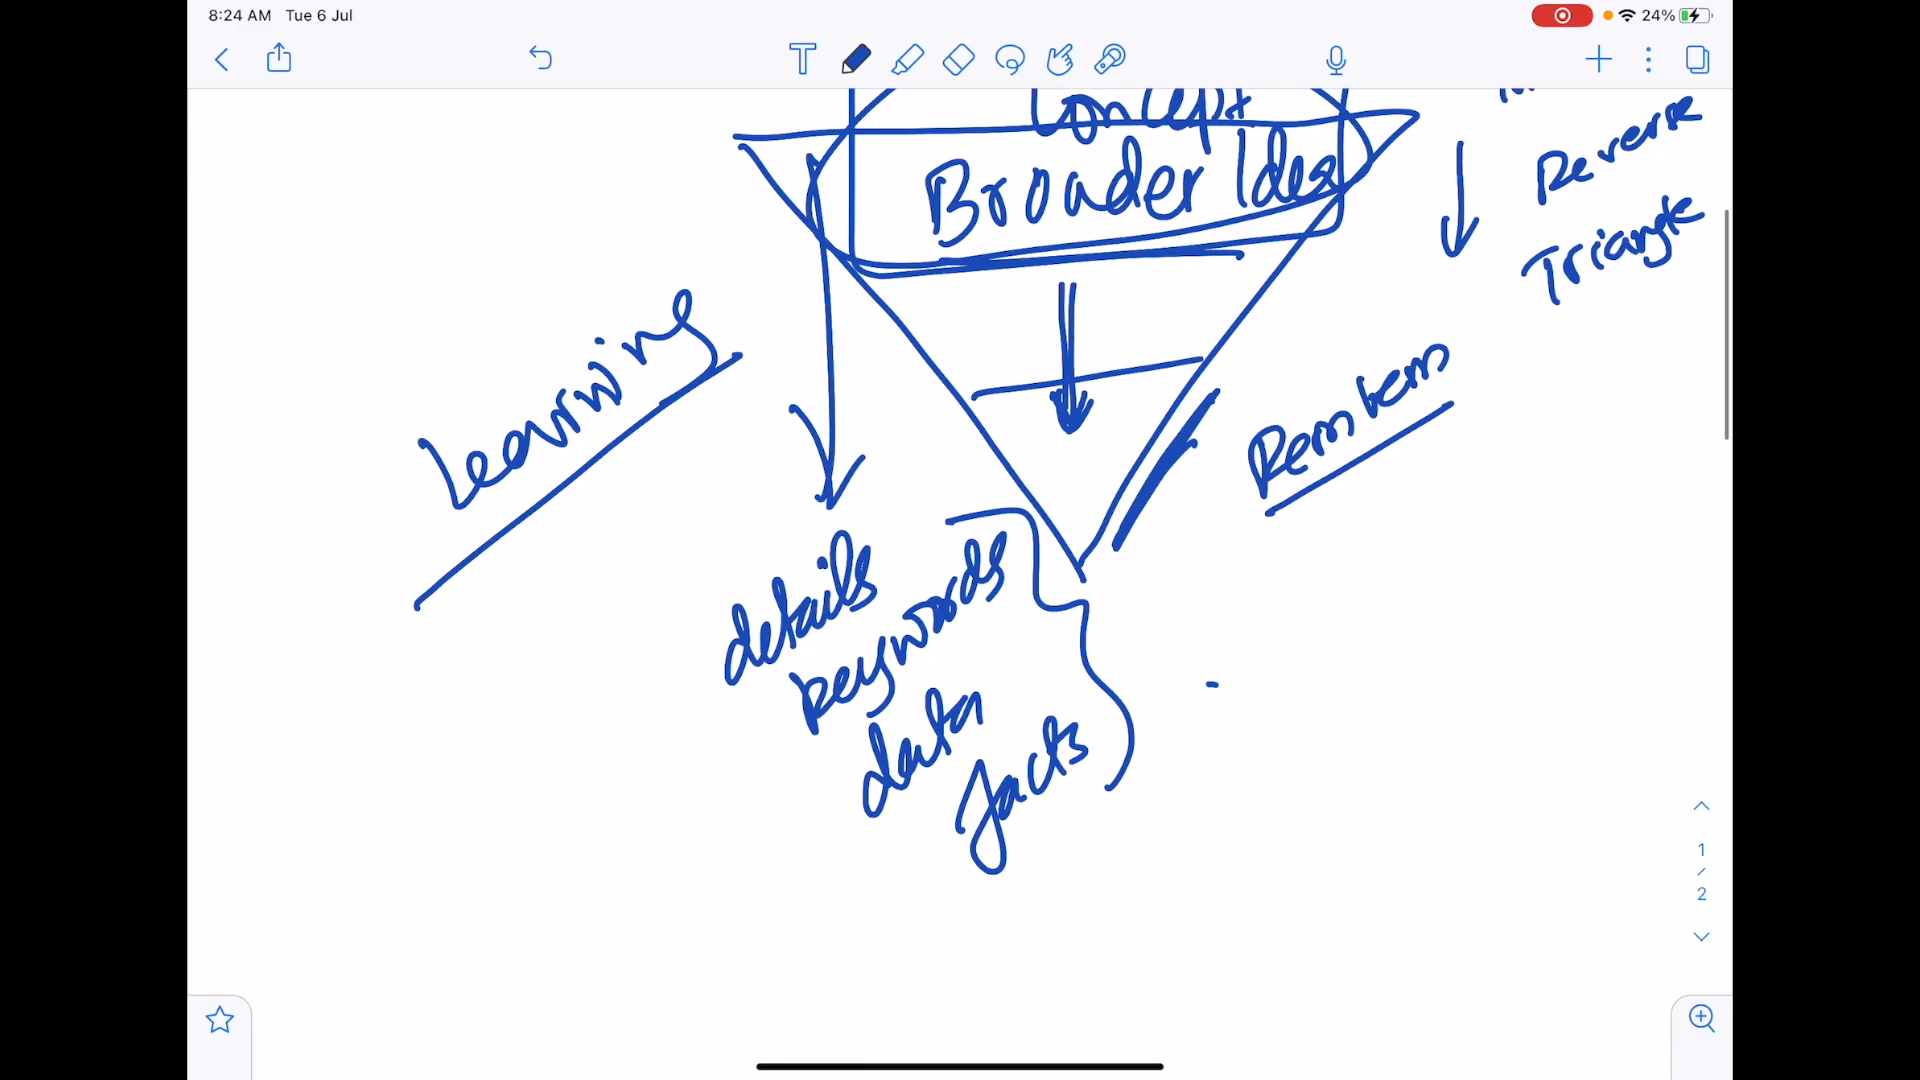 8:24 AM Tue 6 Jul
24%
T
Concept
Broader Idea
Reverse
Triangle
Learning
details
keywords
data
facts
1
/
2